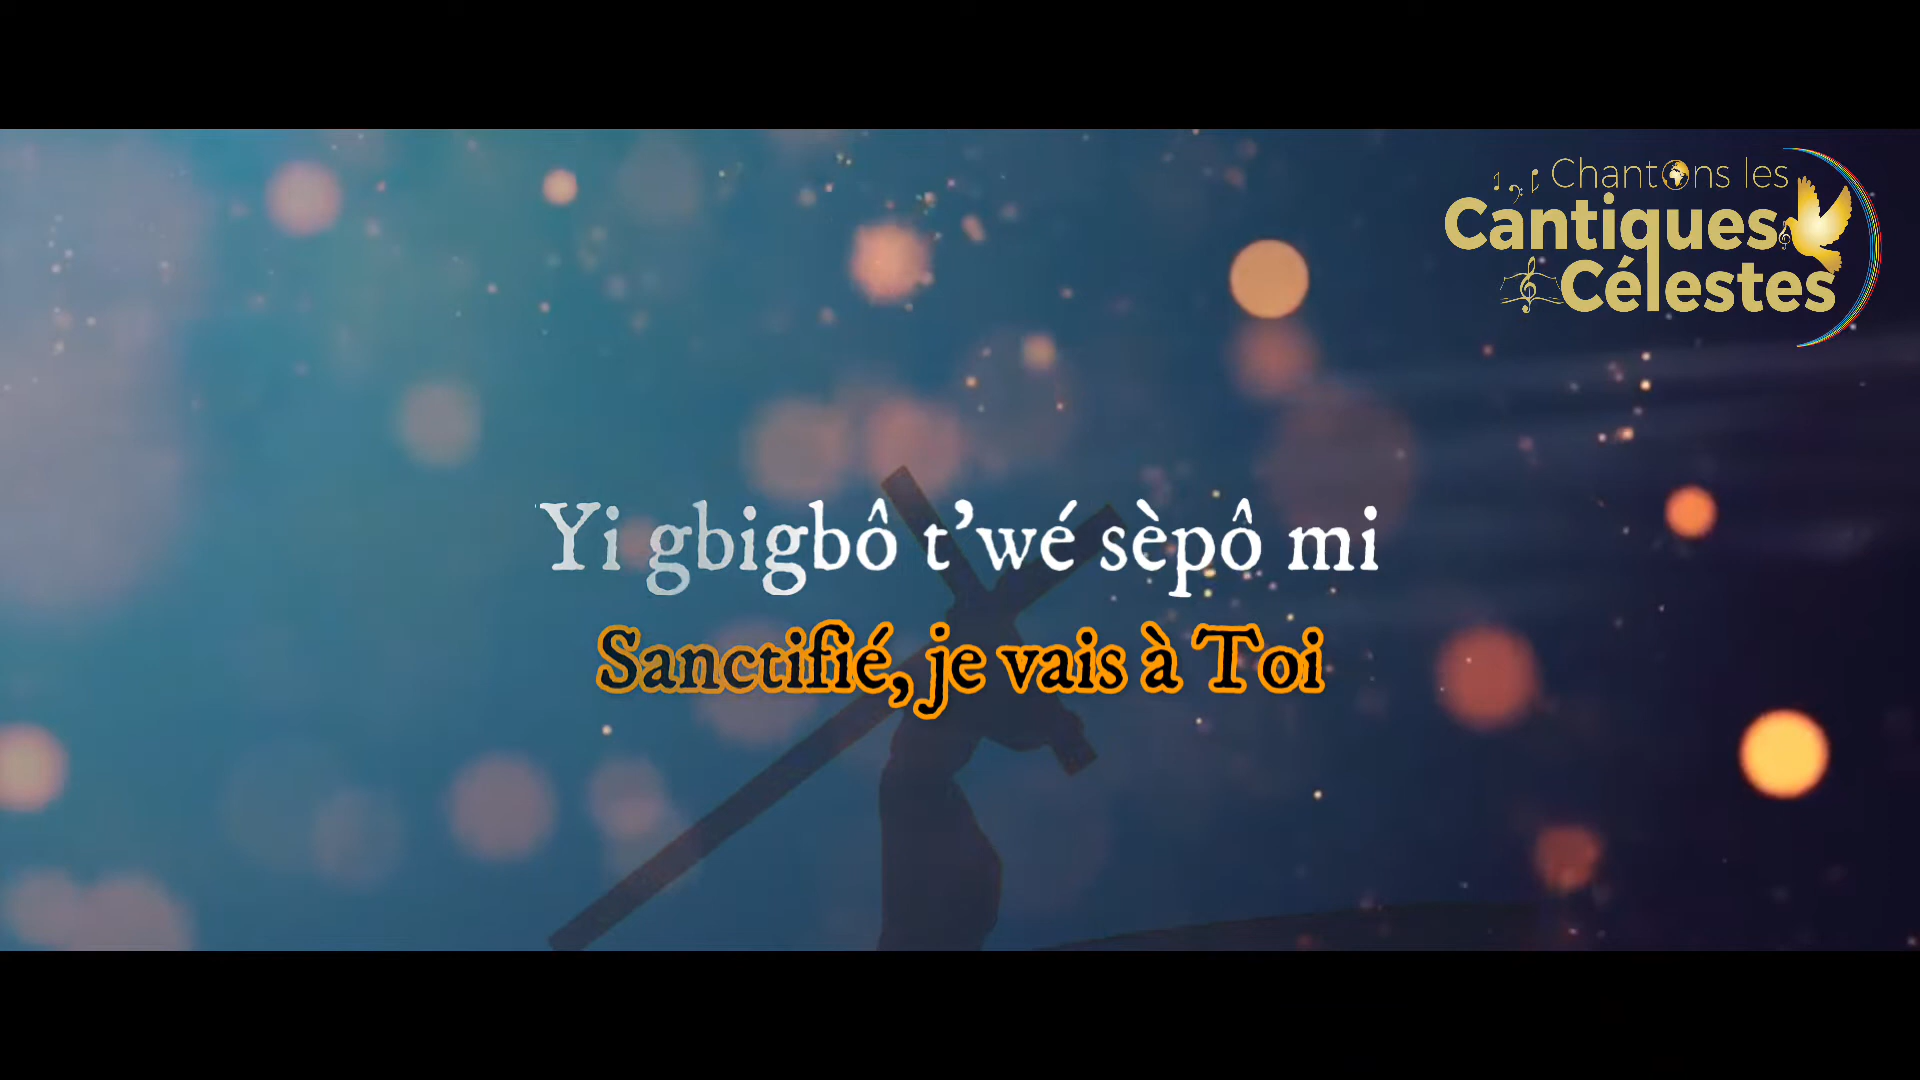 Chantons les
Cantiques
Célestes
Yi gbigbô t’wé sèpô mi
Sanctifié, je vais à Toi